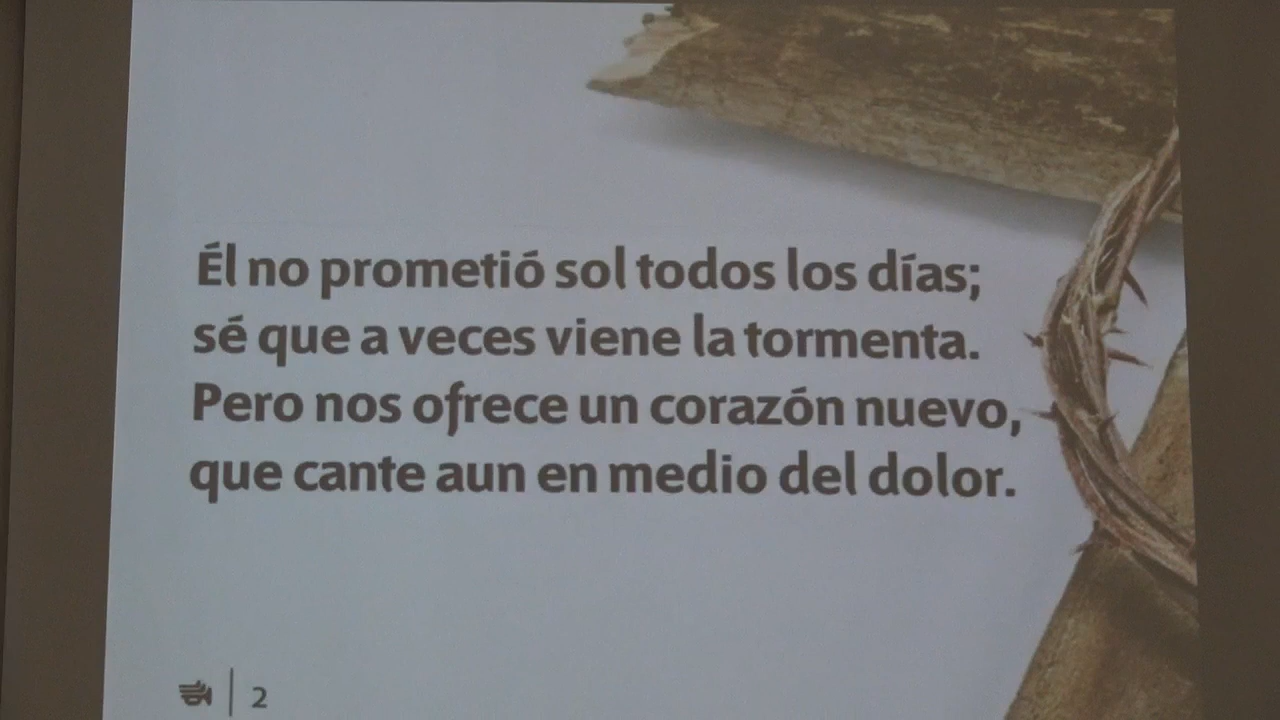 Él no prometió sol todos los días;
sé que a veces viene la tormenta.
Pero nos ofrece un corazón nuevo,
que cante aun en medio del dolor.
2